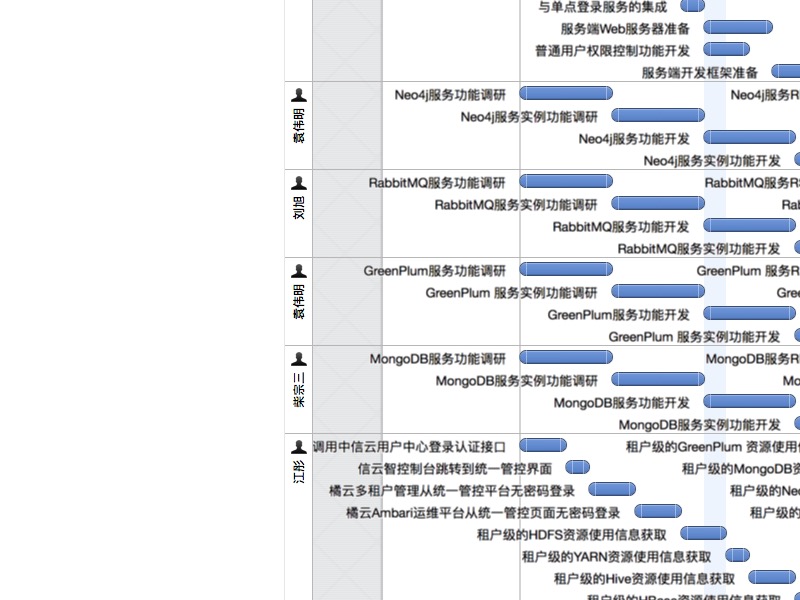 与单点登录服务的集成
服务端Web服务器准备
普通用户权限控制功能开发
服务端开发框架准备
袁伟明
Neo4j服务功能调研
Neo4j服
Neo4j服务实例功能调研
Neo4j服务功能开发
Neo4j服务实例功能开发
刘旭
RabbitMQ服务功能调研
RabbitMQ服务R
RabbitMQ服务实例功能调研
Rab
RabbitMQ服务功能开发
RabbitMQ服务实例功能开发
袁伟明
GreenPlum服务功能调研
GreenPlum 服务R
GreenPlum 服务实例功能调研
Gree
GreenPlum服务功能开发
GreenPlum 服务实例功能开发
柴宗三
MongoDB服务功能调研
MongoDB服务R
MongoDB服务实例功能调研
Mo
MongoDB服务功能开发
MongoDB服务实例功能开发
江彤
调用中信云用户中心登录认证接口
租户级的GreenPlum 资源使用
信云智控制台跳转到统一管控界面
租户级的MongoDB资
橘云多租户管理从统一管控平台无密码登录
租户级的Neo
橘云Ambari运维平台从统一管控页面无密码登录
租户级的
租户级的HDFS资源使用信息获取
租户级的YARN资源使用信息获取
租户级的Hive资源使用信息获取
租户级的HBase资源使用信息获取